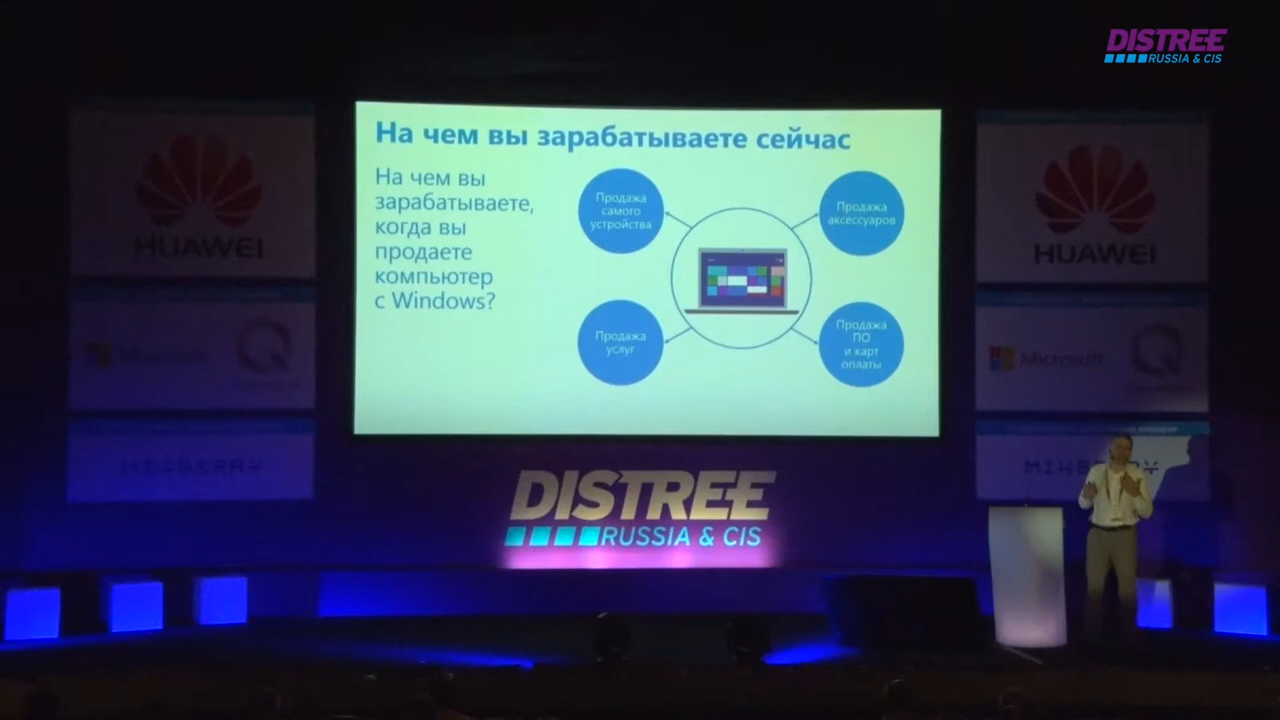 DISTREE
RUSSIA & CIS
На чем вы зарабатываете сейчас
На чем вы
зарабатываете,
когда вы
продаете
компьютер
с Windows?
Продажа
самого
устройства
Продажа
аксессуаров
Продажа
услуг
Продажа
ПО
и карт
оплаты
HUAWEI
HUAWEI
Microsoft
Microsoft
DISTREE
RUSSIA & CIS